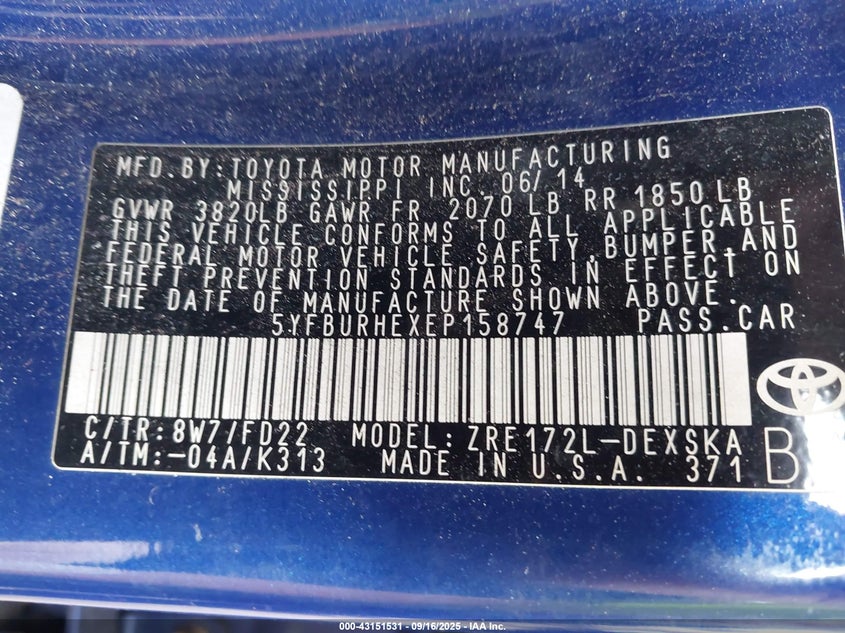 MFD.BY:TOYOTA MOTOR MANUFACTURING
MISSISSIPPI INC. 06/14
GVWR 3820LB GAWR FR 2070 LB RR 1850 LB
THIS VEHICLE CONFORMS TO ALL APPLICABLE
FEDERAL MOTOR VEHICLE SAFETY,BUMPER,AND
THEFT PREVENTION STANDARDS IN EFFECT ON
THE DATE OF MANUFACTURE SHOWN ABOVE.
5YFBURHEXEP158747 PASS.CAR
C/TR:8W7/FD22 MODEL: ZRE172L-DEXSKA
A/TM:-04A/K313 MADE IN U.S.A. 371 B
000-43151531 - 09/16/2025 - IAA Inc.